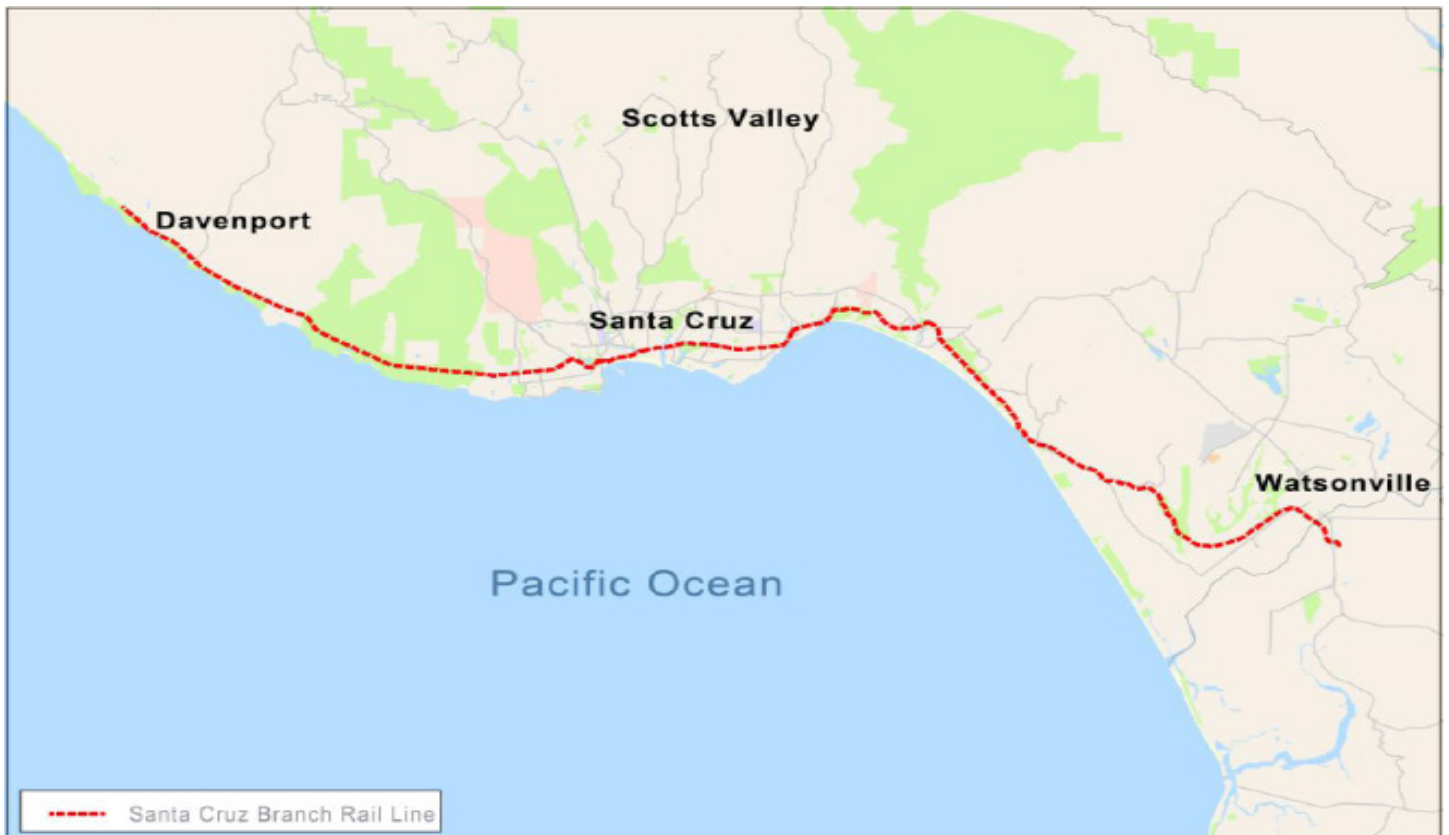 Scotts Valley
Davenport
Santa Cruz
Watsonville
Pacific Ocean
Santa Cruz Branch Rail Line